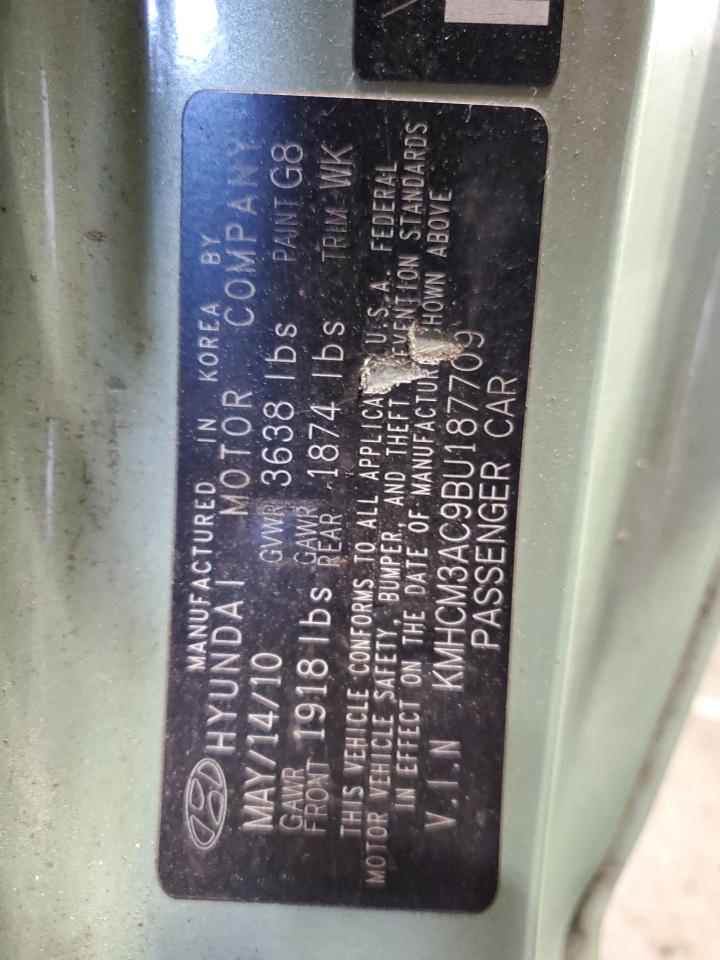 MANUFACTURED IN KOREA BY
HYUNDAI MOTOR COMPANY
MAY/14/10 GVWR 3638 lbs PAINT G8
GAWR FRONT 1918 lbs GAWR REAR 1874 lbs TRIM WK
THIS VEHICLE CONFORMS TO ALL APPLICA U.S.A. FEDERAL
MOTOR VEHICLE SAFETY, BUMPER, AND THEFT EVENTION STANDARDS
IN EFFECT ON THE DATE OF MANUFACTUR HOWN ABOVE
V.I.N KMHCM3AC9BU187709
PASSENGER CAR